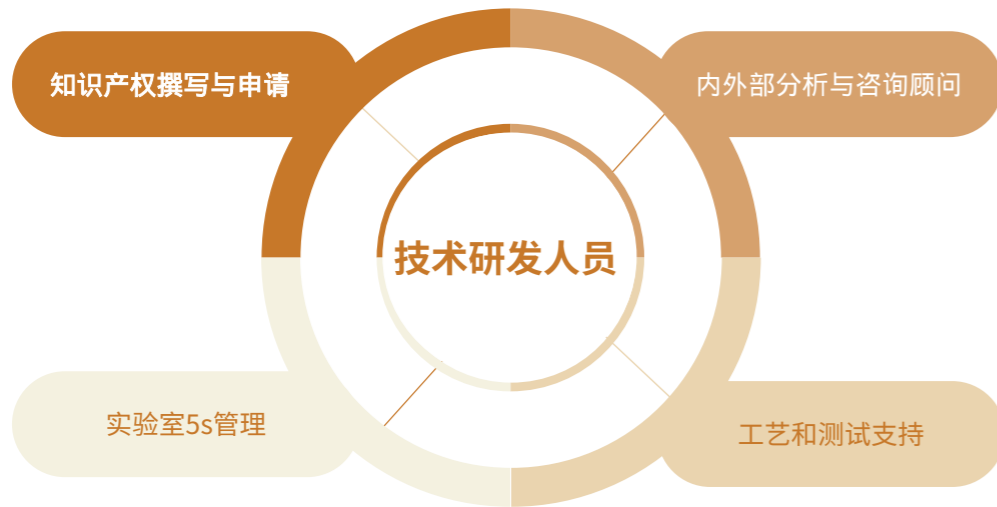 知识产权撰写与申请
内外部分析与咨询顾问
技术研发人员
实验室5s管理
工艺和测试支持